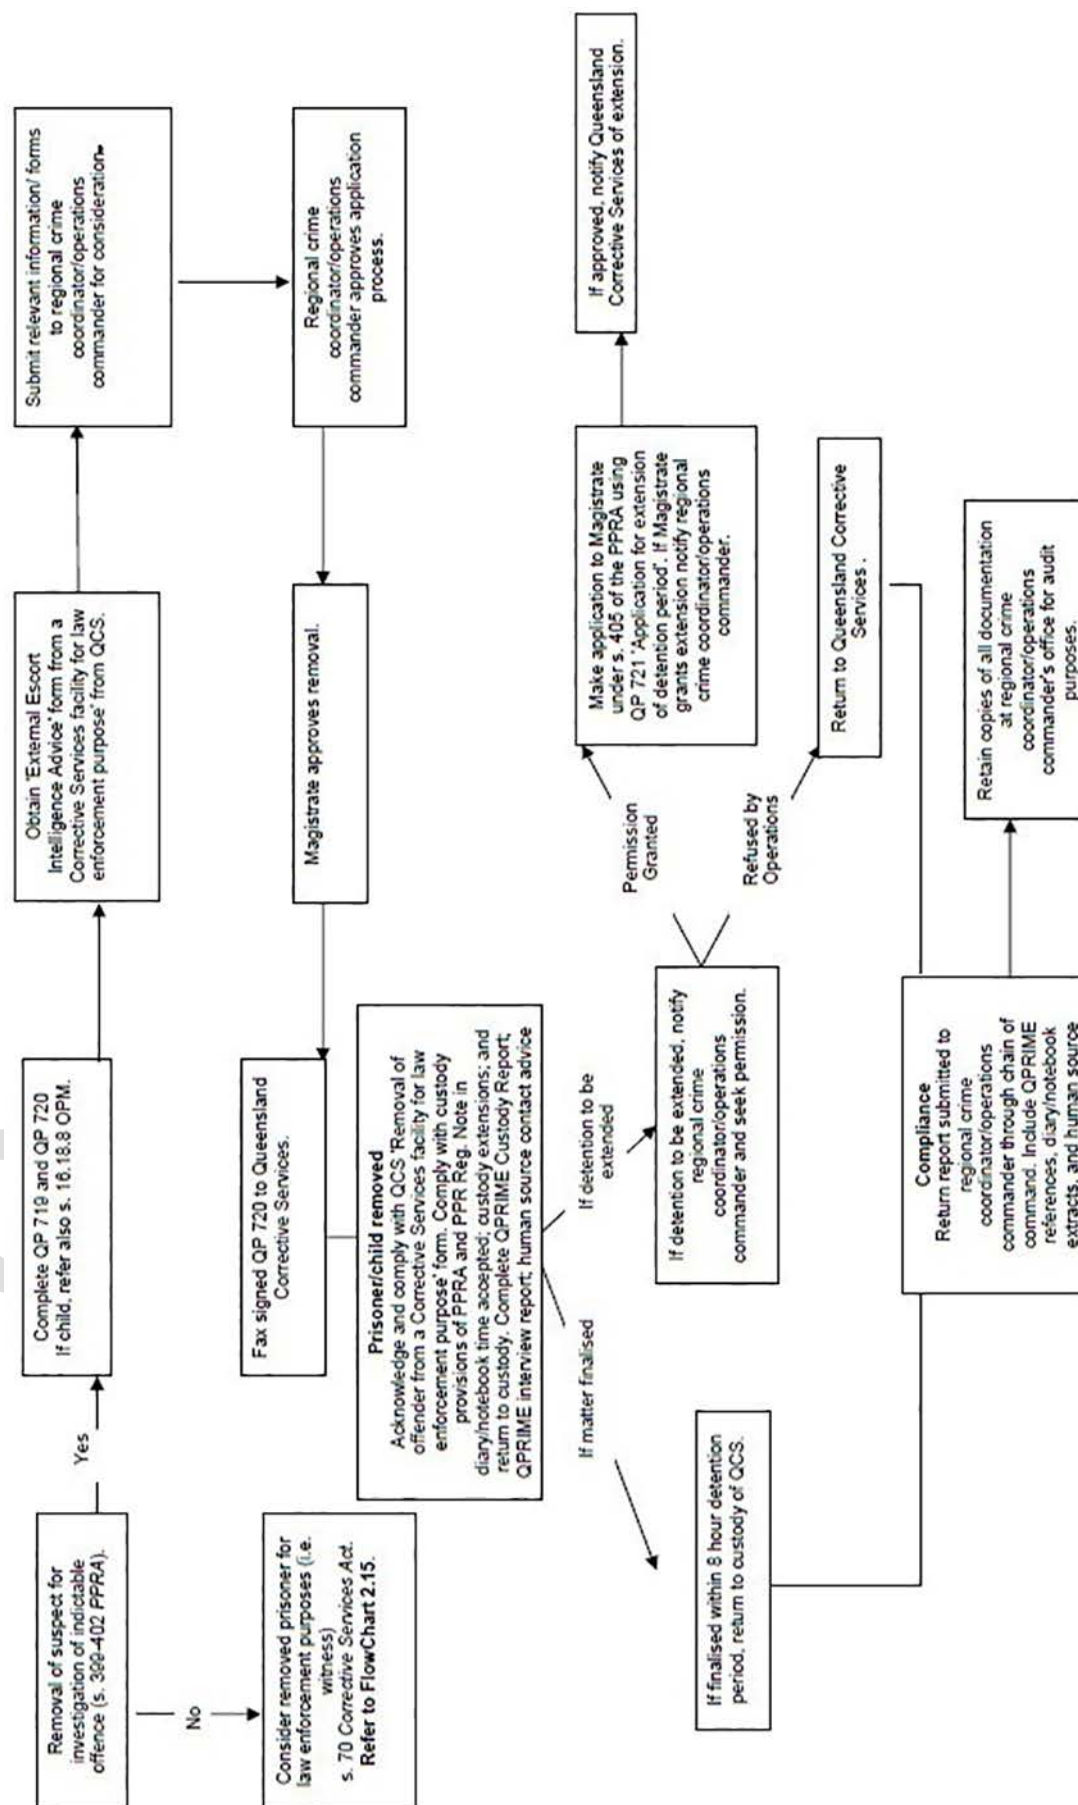 Removal of suspect for
investigation of indictable
offence (s. 399-402 PPRA).
Yes
Complete QP 719 and QP 720
If child, refer also s. 16.18.8 OPM.
Obtain 'External Escort
Intelligence Advice' form from a
Corrective Services facility for law
enforcement purpose' from QCS.
Submit relevant information/ forms
to regional crime
coordinator/operations
commander for consideration.
No
Consider removed prisoner for
law enforcement purposes (i.e.
witness)
s. 70 Corrective Services Act.
Refer to FlowChart 2.15.
Fax signed QP 720 to Queensland
Corrective Services.
Magistrate approves removal.
Regional crime
coordinator/operations
commander approves application
process.
Prisoner/child removed
Acknowledge and comply with QCS 'Removal of
offender from a Corrective Services facility for law
enforcement purpose' form. Comply with custody
provisions of PPRA and PPR Reg. Note in
diary/notebook time accepted; custody extensions; and
return to custody. Complete QPRIME Custody Report;
QPRIME interview report; human source contact advice
If matter finalised
If detention to be
extended
If finalised within 8 hour detention
period, return to custody of QCS.
If detention to be extended, notify
regional crime
coordinator/operations
commander and seek permission.
Permission
Granted
Refused by
Operations
Make application to Magistrate
under s. 405 of the PPRA using
QP 721 'Application for extension
of detention period'. If Magistrate
grants extension notify regional
crime coordinator/operations
commander.
If approved, notify Queensland
Corrective Services of extension.
Return to Queensland Corrective
Services .
Compliance
Return report submitted to
regional crime
coordinator/operations
commander through chain of
command. Include QPRIME
references, diary/notebook
extracts, and human source
Retain copies of all documentation
at regional crime
coordinator/operations
commander's office for audit
purposes.